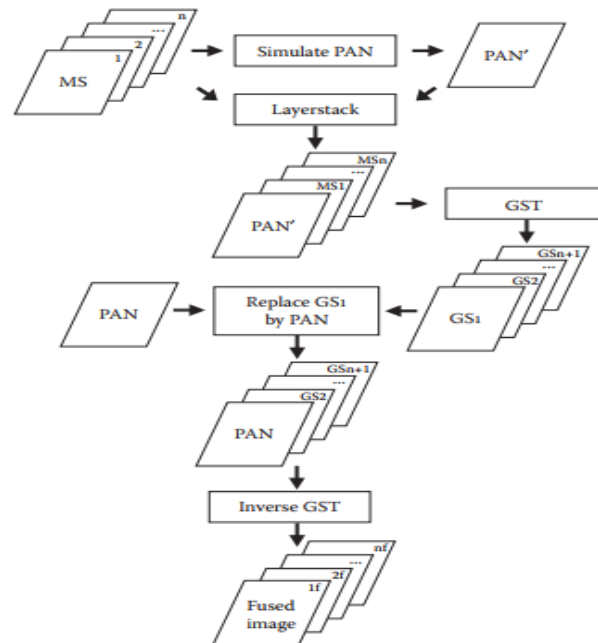 n
...
2
1
MS
Simulate PAN
PAN′
Layerstack
MSn
...
MS1
PAN′
GST
GSn+1
...
GS2
GS1
PAN
Replace GS1
by PAN
GSn+1
...
GS2
PAN
Inverse GST
nf
...
2f
1f
Fused
image